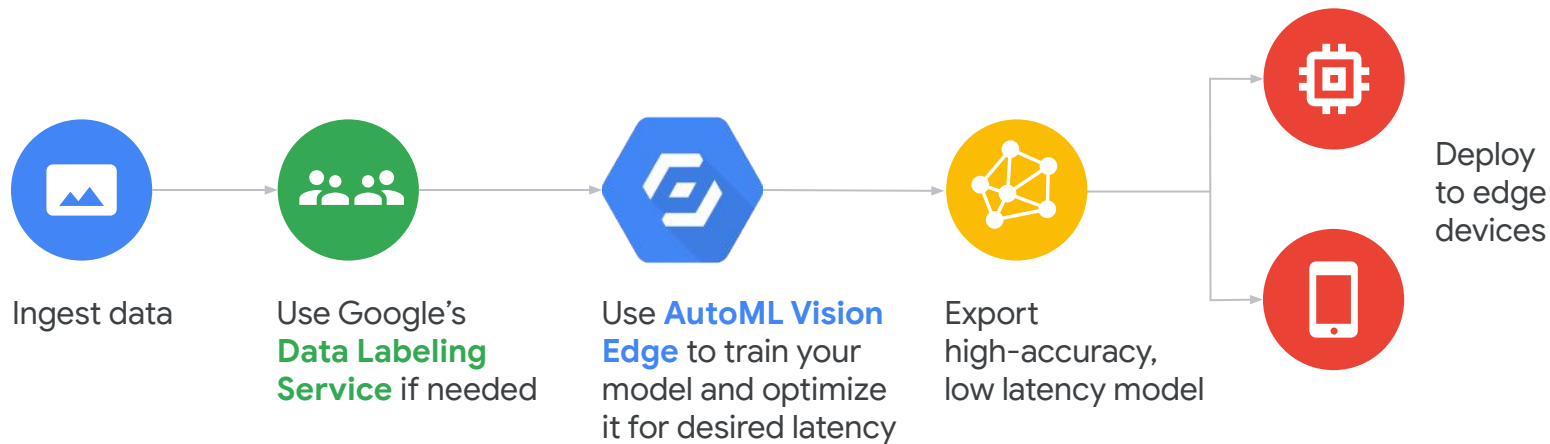 Ingest data
Use Google's
Data Labeling
Service if needed
Use AutoML Vision
Edge to train your
model and optimize
it for desired latency
Export
high-accuracy,
low latency model
Deploy
to edge
devices